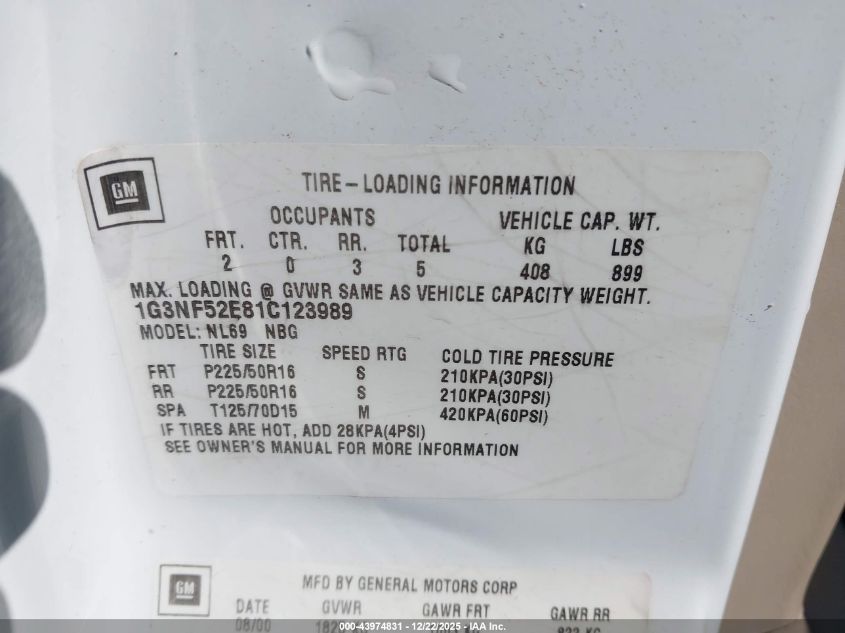 GM
TIRE-LOADING INFORMATION
OCCUPANTS VEHICLE CAP. WT.
FRT. CTR. RR. TOTAL KG LBS
2 0 3 5 408 899
MAX. LOADING @ GVWR SAME AS VEHICLE CAPACITY WEIGHT.
1G3NF52E81C123989
MODEL: NL69 NBG
TIRE SIZE SPEED RTG COLD TIRE PRESSURE
FRT P225/50R16 S 210KPA(30PSI)
RR P225/50R16 S 210KPA(30PSI)
SPA T125/70D15 M 420KPA(60PSI)
IF TIRES ARE HOT, ADD 28KPA(4PSI)
SEE OWNER'S MANUAL FOR MORE INFORMATION
GM
MFD BY GENERAL MOTORS CORP
DATE GVWR GAWR FRT GAWR RR
08/00
000-43974831 - 12/22/2025 - IAA Inc.